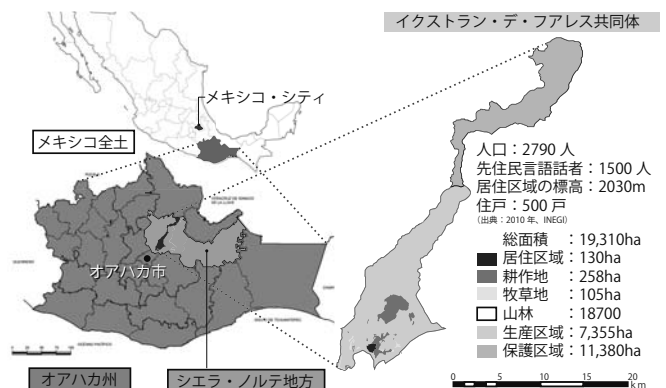 イクストラン・デ・フアレス共同体
メキシコ・シティ
メキシコ全土
人口：2790 人
先住民言語話者：1500 人
居住区域の標高：2030m
住戸：500 戸
（出典：2010 年、INEGI）
総面積 ：19,310ha
居住区域 ：130ha
耕作地 ：258ha
牧草地 ：105ha
山林 ：18700
生産区域 ：7,355ha
保護区域 ：11,380ha
オアハカ市
オアハカ州
シエラ・ノルテ地方
0 5 10 15 20
km